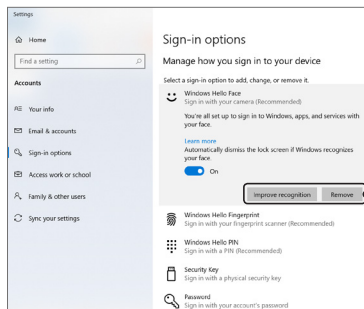 Settings
Home
Find a setting
Accounts
Your info
Email & accounts
Sign-in options
Access work or school
Family & other users
Sync your settings
Sign-in options
Manage how you sign in to your device
Select a sign-in option to add, change, or remove it.
Windows Hello Face
Sign in with your camera (Recommended)
You're all set up to sign in to Windows, apps, and services with
your face.
Learn more
Automatically dismiss the lock screen if Windows recognizes
your face.
On
Improve recognition
Remove
Windows Hello Fingerprint
Sign in with your fingerprint scanner (Recommended)
Windows Hello PIN
Sign in with a PIN (Recommended)
Security Key
Sign in with a physical security key
Password
Sign in with your account's password